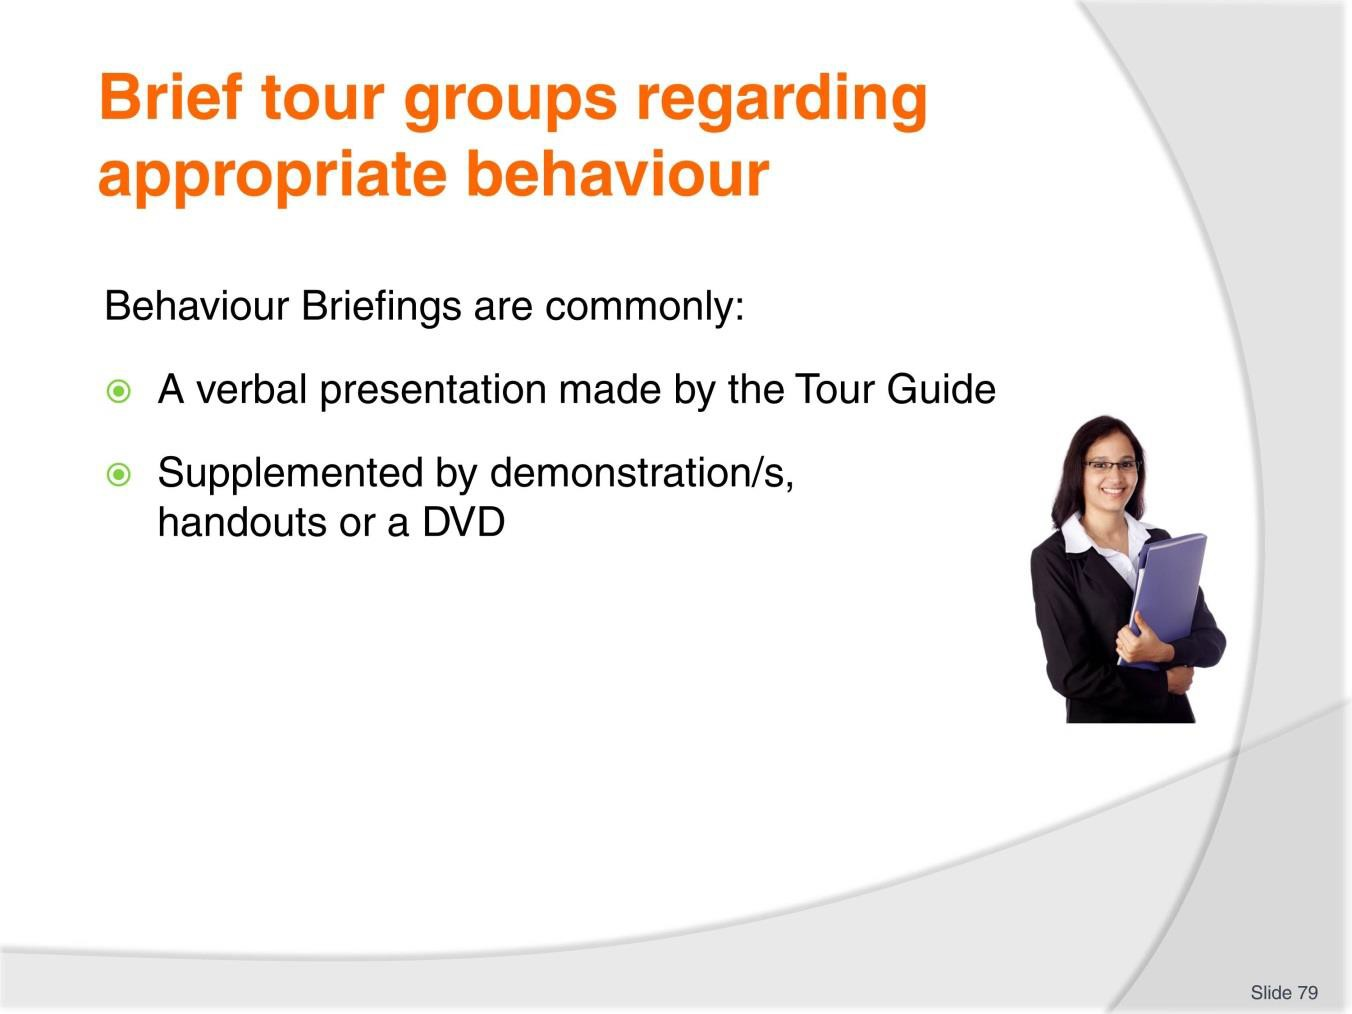 Brief tour groups regarding
appropriate behaviour
Behaviour Briefings are commonly:
A verbal presentation made by the Tour Guide
Supplemented by demonstration/s,
handouts or a DVD
Slide 79